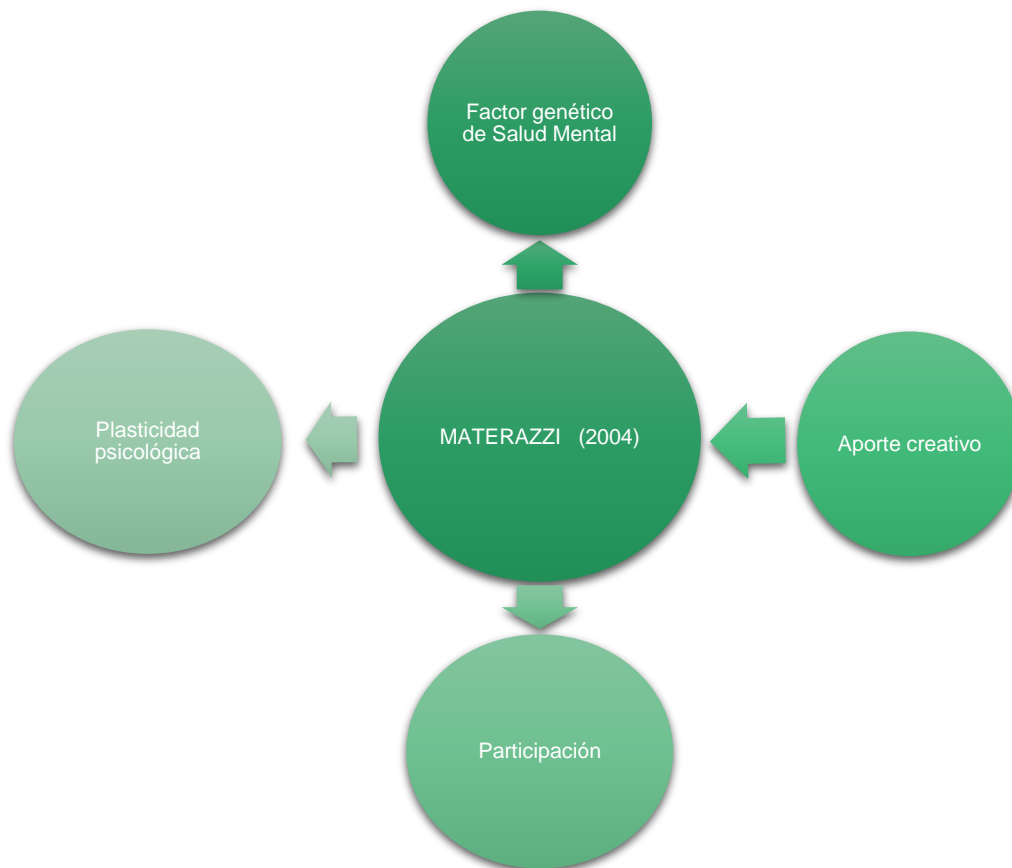 Factor genético
de Salud Mental
Plasticidad
psicológica
MATERAZZI (2004)
Aporte creativo
Participación